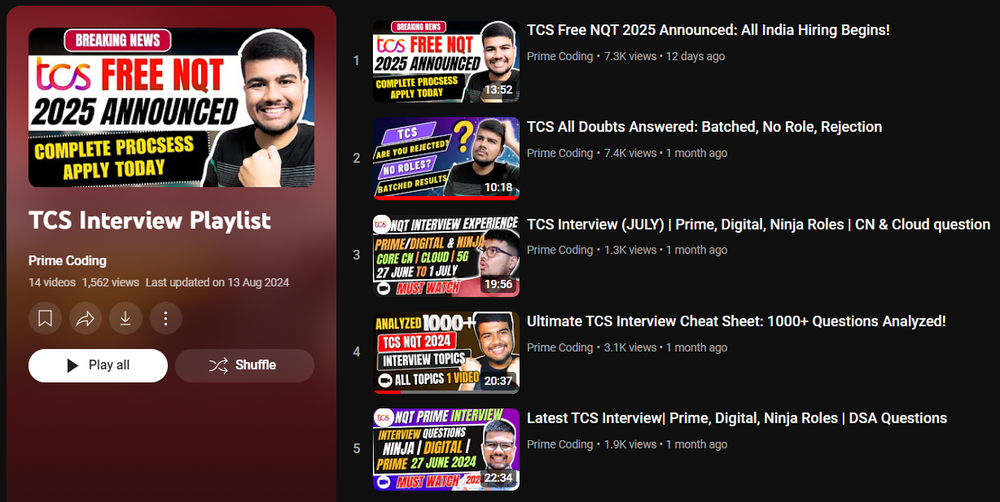 BREAKING NEWS
tcs FREE NQT
2025 ANNOUNCED
COMPLETE PROCSESS
APPLY TODAY
TCS Interview Playlist
Prime Coding
14 videos 1,562 views Last updated on 13 Aug 2024
Play all
Shuffle
1
BREAKING NEWS
tcs FREE NQT
2025 ANNOUNCED
COMPLETE PROCSESS
APPLY TODAY
13:52
TCS Free NQT 2025 Announced: All India Hiring Begins!
Prime Coding • 7.3K views • 12 days ago
2
TCS
ARE YOU REJECTED?
NO ROLES?
BATCHED RESULTS
?
10:18
TCS All Doubts Answered: Batched, No Role, Rejection
Prime Coding • 7.4K views • 1 month ago
3
tcs NQT INTERVIEW EXPERIENCE
PRIME/DIGITAL & NINJA
CORE CN | CLOUD | 5G
27 JUNE TO 1 JULY
MUST WATCH
19:56
TCS Interview (JULY) | Prime, Digital, Ninja Roles | CN & Cloud question
Prime Coding • 1.3K views • 1 month ago
4
ANALYZED 1000+
TCS NQT 2024
INTERVIEW TOPICS
ALL TOPICS 1 VIDEO
20:37
Ultimate TCS Interview Cheat Sheet: 1000+ Questions Analyzed!
Prime Coding • 3.1K views • 1 month ago
5
tcs NQT PRIME INTERVIEW
INTERVIEW QUESTIONS
NINJA | DIGITAL |
PRIME 27 JUNE 2024
MUST WATCH
22:34
Latest TCS Interview| Prime, Digital, Ninja Roles | DSA Questions
Prime Coding • 1.9K views • 1 month ago